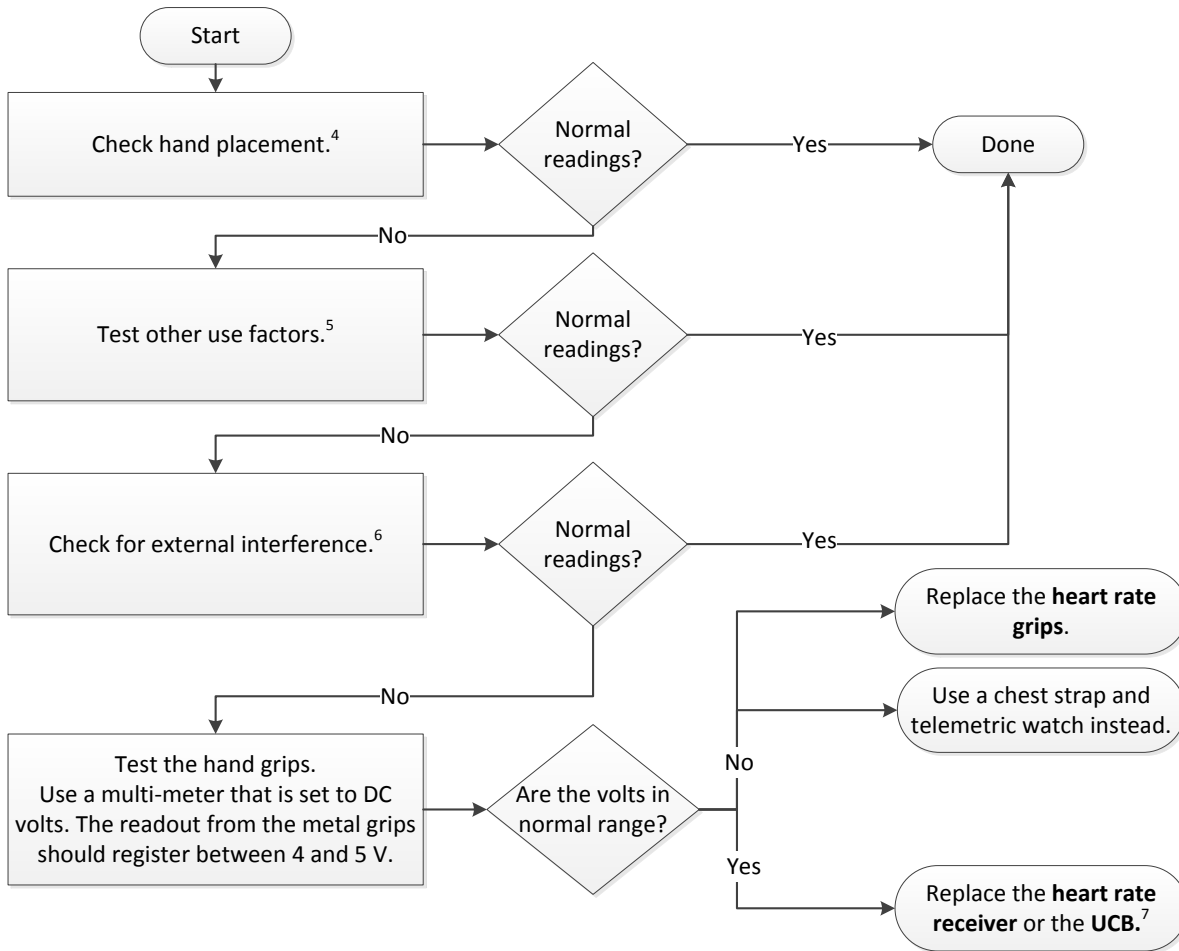 Start
Check hand placement.4
Normal
readings?
Yes
Done
No
Test other use factors.5
Normal
readings?
Yes
No
Check for external interference.6
Normal
readings?
Yes
No
Replace the heart rate
grips.
Use a chest strap and
telemetric watch instead.
Test the hand grips.
Use a multi-meter that is set to DC
volts. The readout from the metal grips
should register between 4 and 5 V.
Are the volts in
normal range?
No
Yes
Replace the heart rate
receiver or the UCB.7